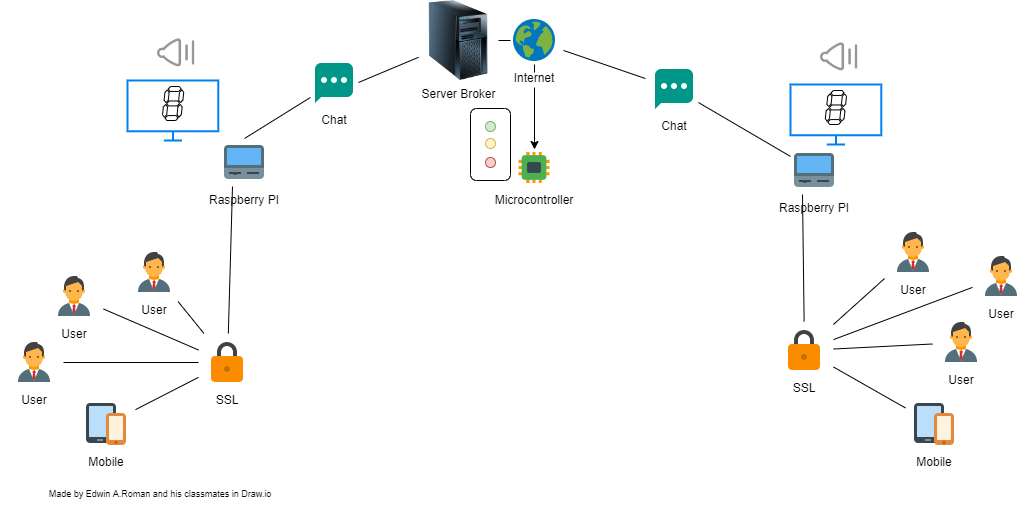 Internet
Server Broker
Chat
Chat
Raspberry PI
Microcontroller
Raspberry PI
User
User
User
User
User
User
SSL
SSL
Mobile
Mobile
Made by Edwin A.Roman and his classmates in Draw.io